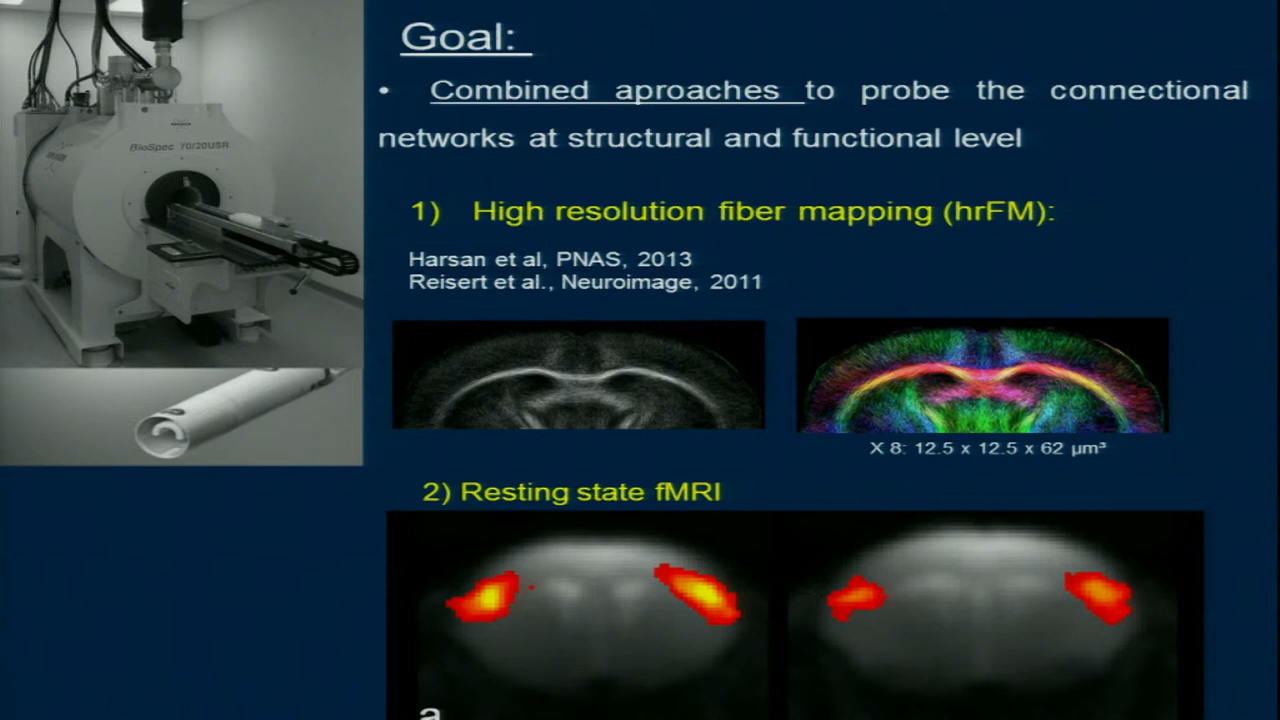 Goal:
• Combined aproaches to probe the connectional
networks at structural and functional level
BioSpec 70/20USR
1) High resolution fiber mapping (hrFM):
Harsan et al, PNAS, 2013
Reisert et al., Neuroimage, 2011
X 8: 12.5 x 12.5 x 62 µm³
2) Resting state fMRI
a